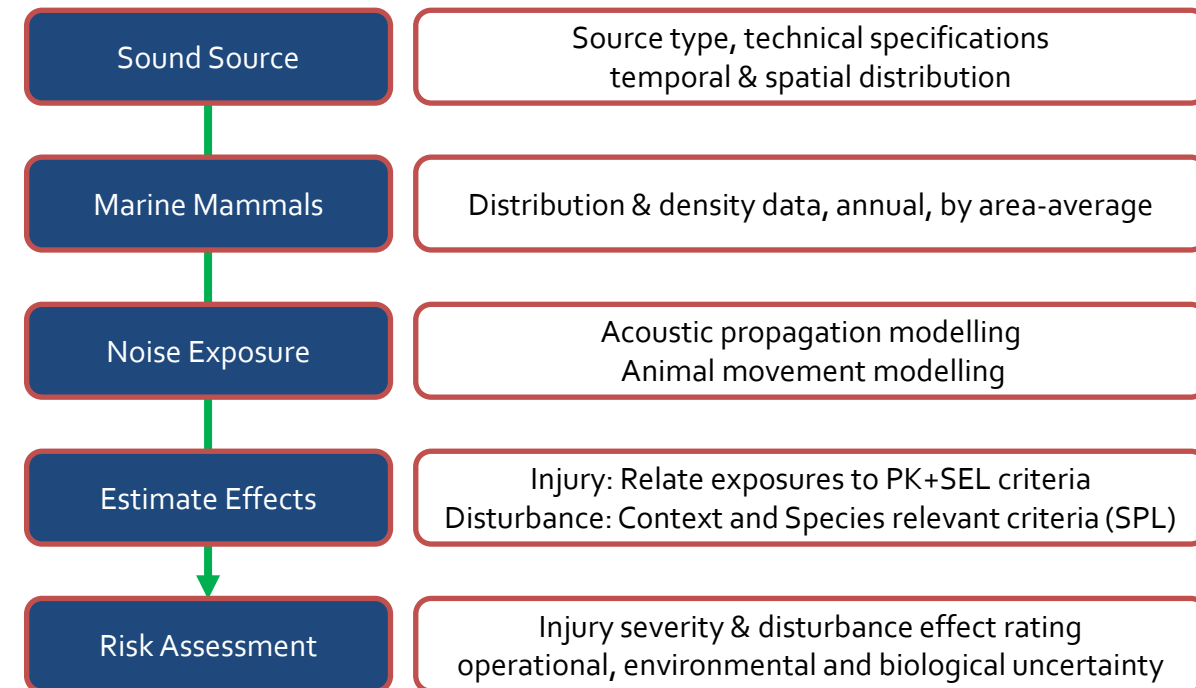 Sound Source
Source type, technical specifications
temporal & spatial distribution
Marine Mammals
Distribution & density data, annual, by area-average
Noise Exposure
Acoustic propagation modelling
Animal movement modelling
Estimate Effects
Injury: Relate exposures to PK+SEL criteria
Disturbance: Context and Species relevant criteria (SPL)
Risk Assessment
Injury severity & disturbance effect rating
operational, environmental and biological uncertainty